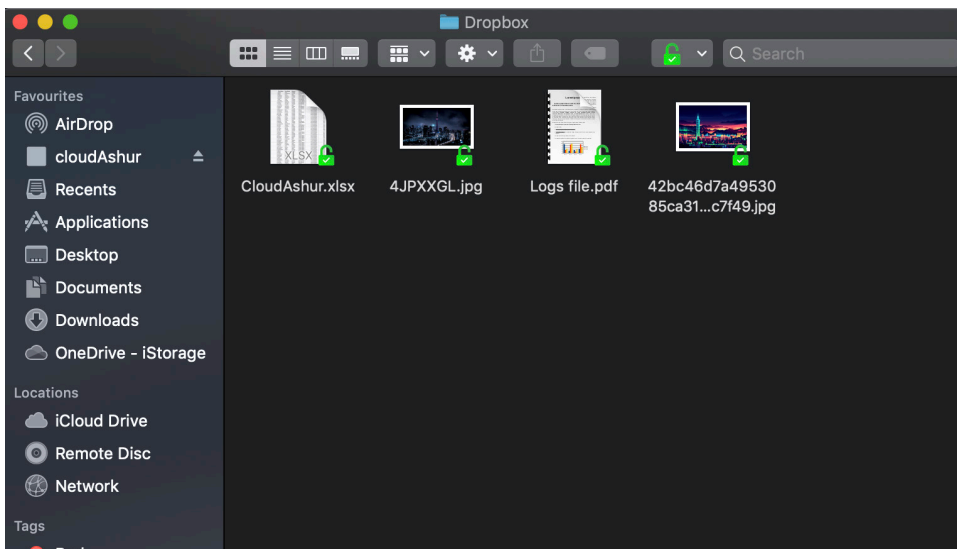 Dropbox
Search
Favourites
AirDrop
cloudAshur
Recents
Applications
Desktop
Documents
Downloads
OneDrive - iStorage
Locations
iCloud Drive
Remote Disc
Network
Tags
XLSX
CloudAshur.xlsx
4JPXXGL.jpg
Logs file.pdf
42bc46d7a49530
85ca31...c7f49.jpg